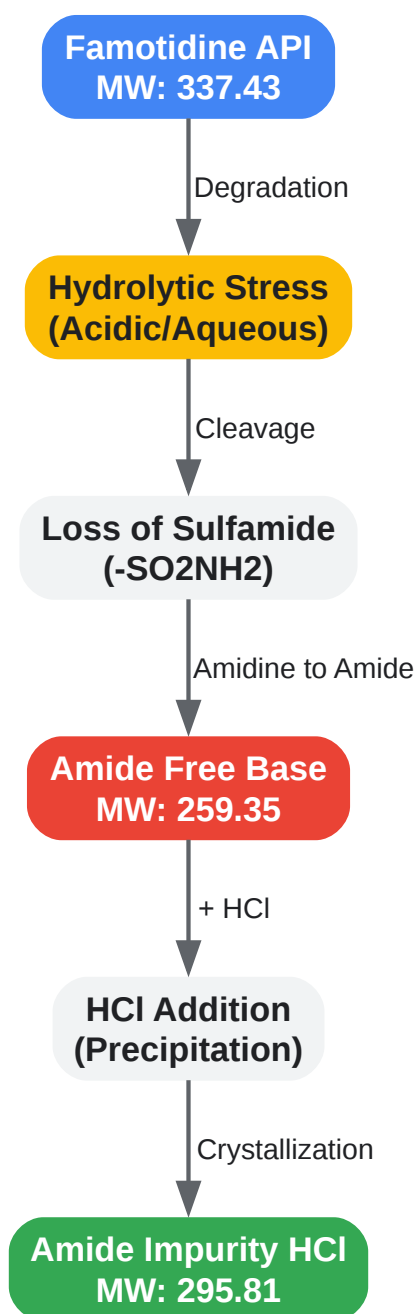 Famotidine API
MW: 337.43
Degradation
Hydrolytic Stress
(Acidic/Aqueous)
Cleavage
Loss of Sulfamide
(-SO2NH2)
Amidine to Amide
Amide Free Base
MW: 259.35
+ HCl
HCl Addition
(Precipitation)
Crystallization
Amide Impurity HCl
MW: 295.81